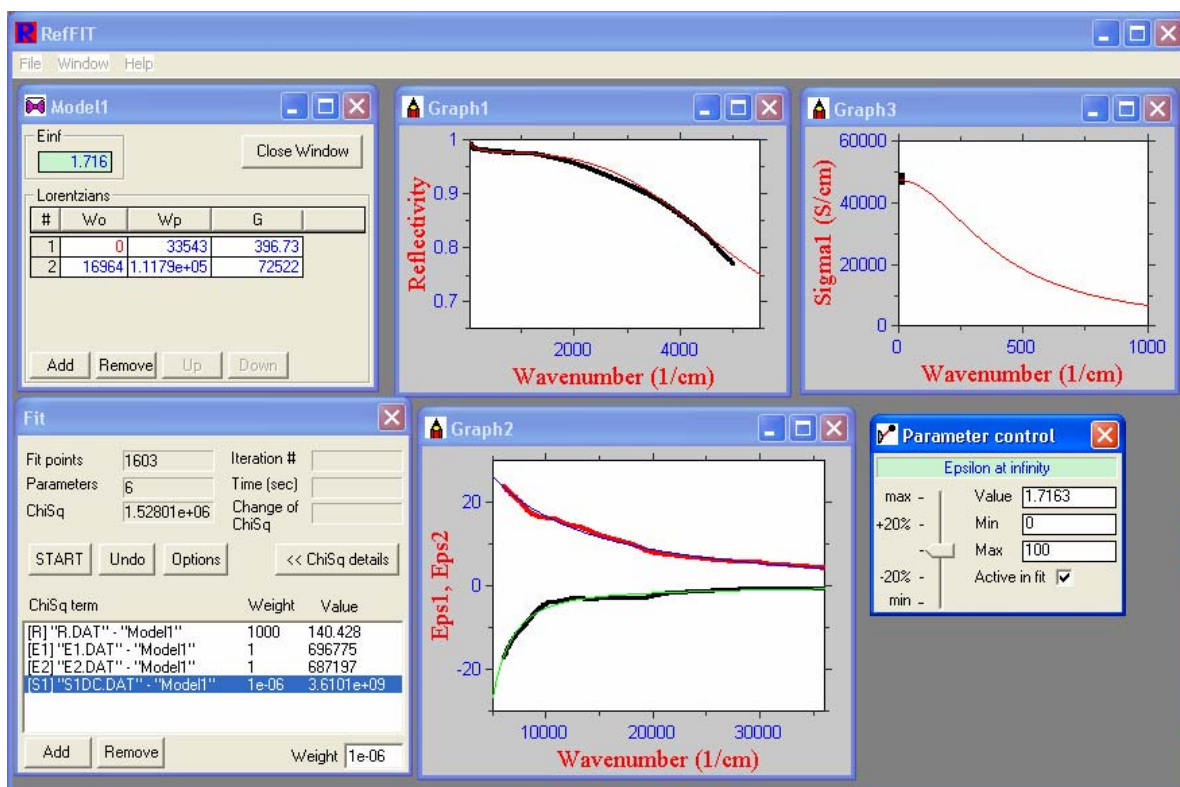 RefFIT
File Window Help
Model1
Einf
1.716
Close Window
Lorentzians
# Wo Wp G
1 0 33543 396.73
2 16964 1.1179e+05 72522
Add Remove Up Down
Graph1
1
0.9
0.8
0.7
Reflectivity
2000 4000
Wavenumber (1/cm)
Graph3
60000
40000
20000
0
Sigma1 (S/cm)
0 500 1000
Wavenumber (1/cm)
Fit
Fit points 1603 Iteration #
Parameters 6 Time (sec)
ChiSq 1.52801e+06 Change of ChiSq
START Undo Options << ChiSq details
ChiSq term Weight Value
[R] "R.DAT" - "Model1" 1000 140.428
[E1] "E1.DAT" - "Model1" 1 696775
[E2] "E2.DAT" - "Model1" 1 687197
[S1] "S1DC.DAT" - "Model1" 1e-06 3.6101e+09
Add Remove Weight 1e-06
Graph2
20
0
-20
Eps1, Eps2
10000 20000 30000
Wavenumber (1/cm)
Parameter control
Epsilon at infinity
max - Value 1.7163
+20% - Min 0
- Max 100
-20% - Active in fit
min -